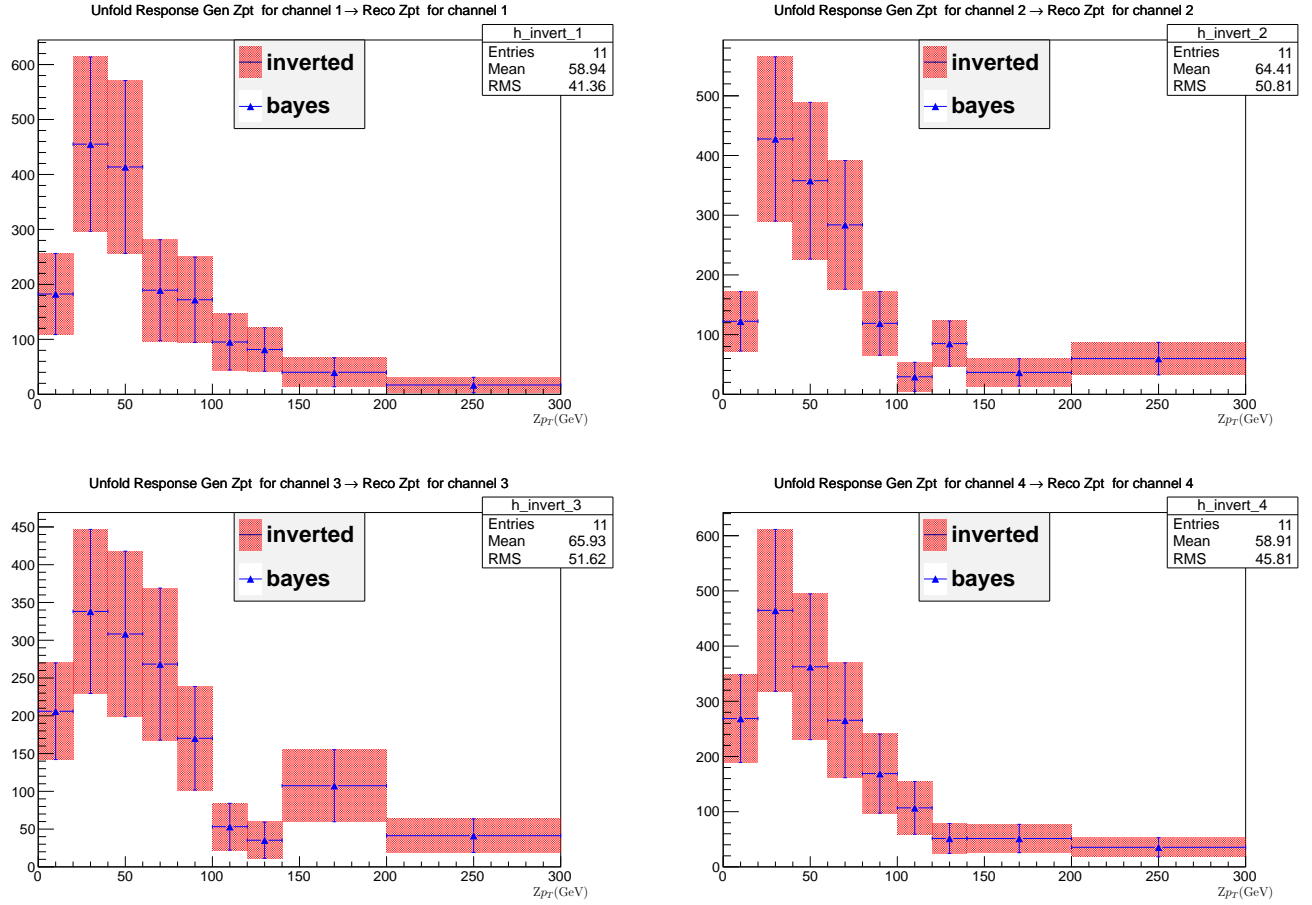 Unfold Response Gen Zpt for channel 1 → Reco Zpt for channel 1
h_invert_1
Entries 11
Mean 58.94
RMS 41.36
inverted
bayes
600
500
400
300
200
100
0
0 50 100 150 200 250 300
Zp_T(GeV)
Unfold Response Gen Zpt for channel 2 → Reco Zpt for channel 2
h_invert_2
Entries 11
Mean 64.41
RMS 50.81
inverted
bayes
500
400
300
200
100
0
0 50 100 150 200 250 300
Zp_T(GeV)
Unfold Response Gen Zpt for channel 3 → Reco Zpt for channel 3
h_invert_3
Entries 11
Mean 65.93
RMS 51.62
inverted
bayes
450
400
350
300
250
200
150
100
50
0
0 50 100 150 200 250 300
Zp_T(GeV)
Unfold Response Gen Zpt for channel 4 → Reco Zpt for channel 4
h_invert_4
Entries 11
Mean 58.91
RMS 45.81
inverted
bayes
600
500
400
300
200
100
0
0 50 100 150 200 250 300
Zp_T(GeV)